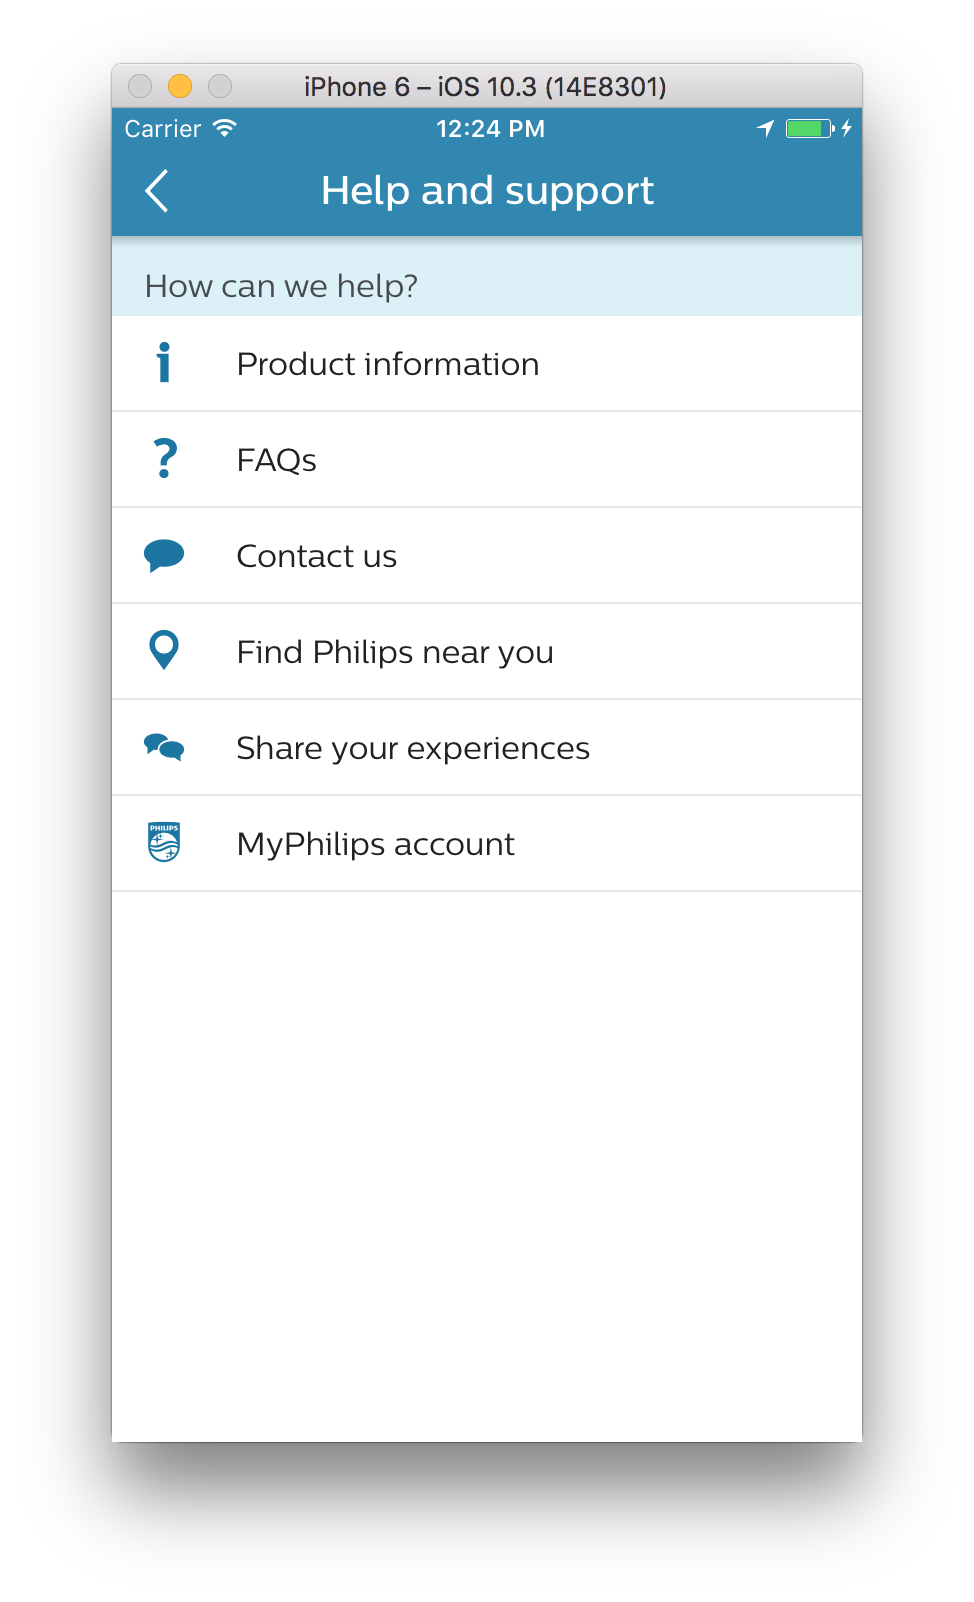 iPhone 6 – iOS 10.3 (14E8301)
Carrier 12:24 PM
Help and support
How can we help?
Product information
FAQs
Contact us
Find Philips near you
Share your experiences
PHILIPS
MyPhilips account